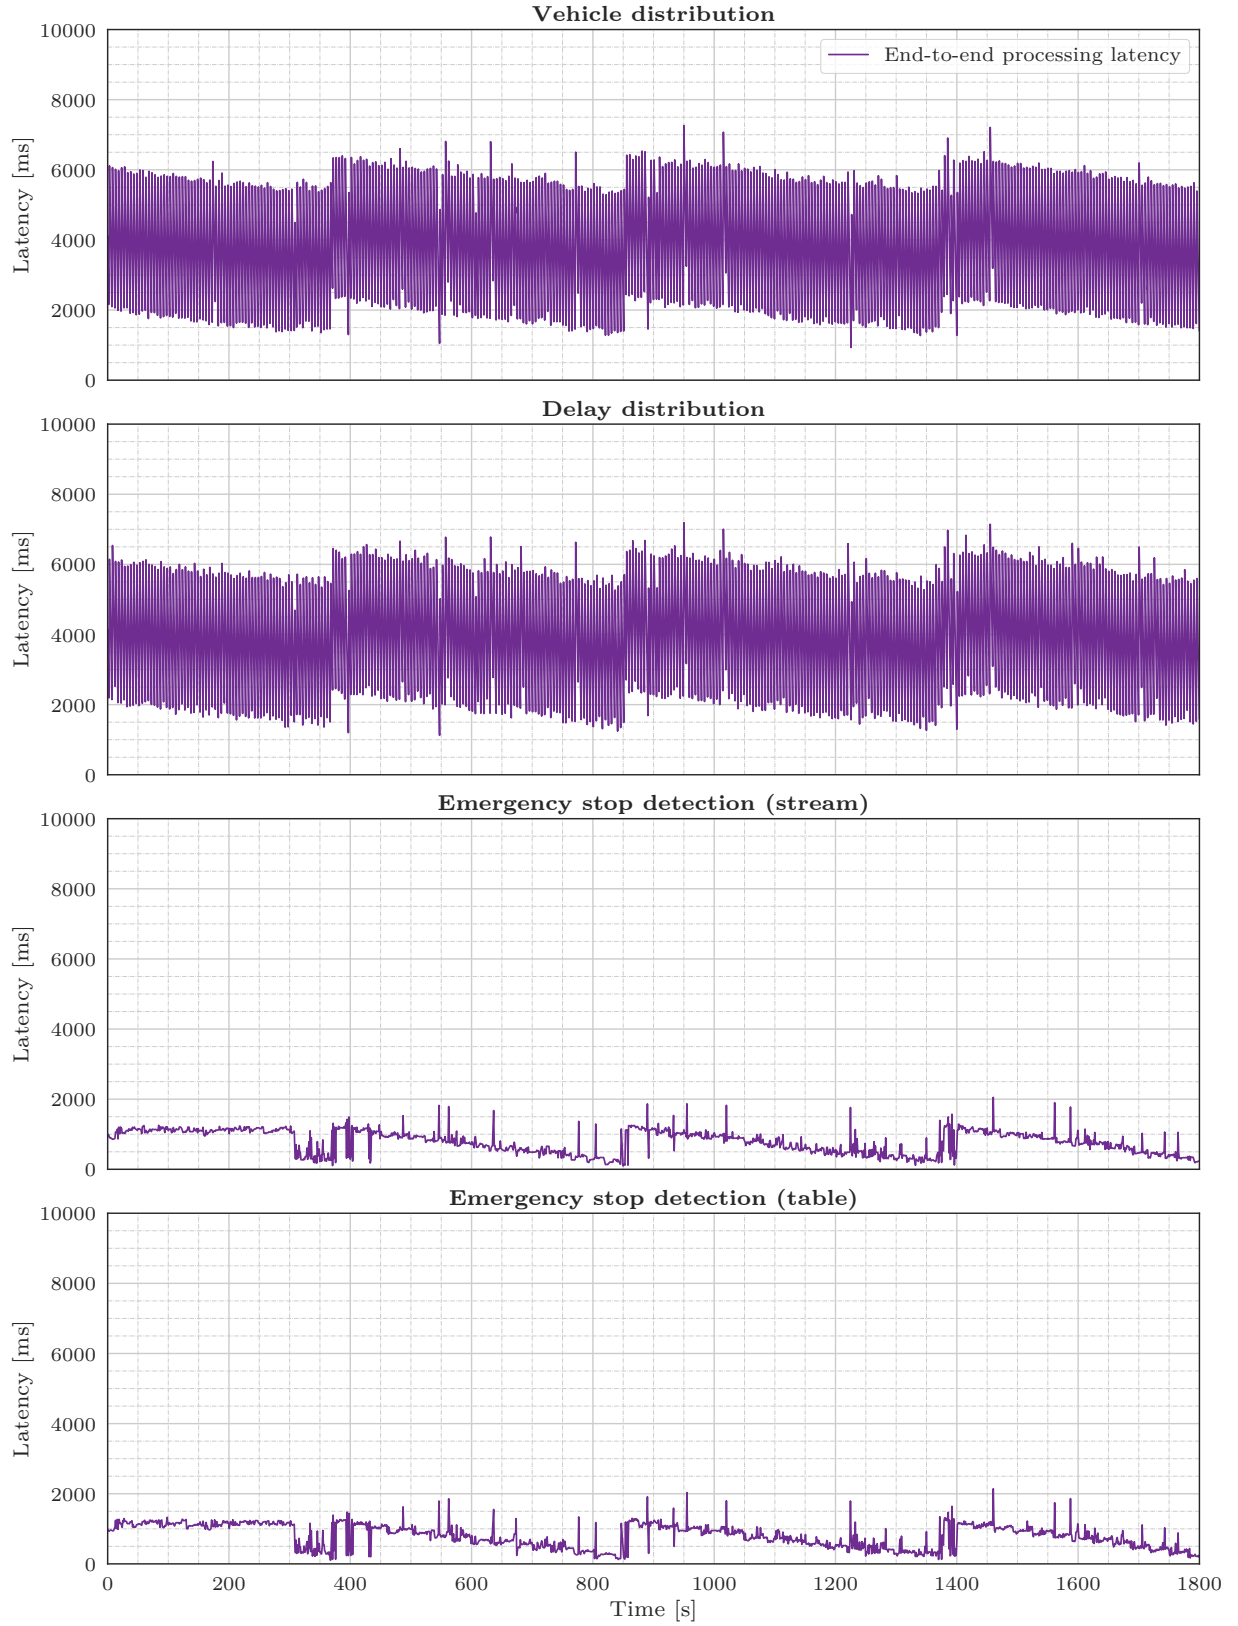 Vehicle distribution
10000
8000
6000
4000
2000
0
Latency [ms]
End-to-end processing latency
Delay distribution
10000
8000
6000
4000
2000
0
Latency [ms]
Emergency stop detection (stream)
10000
8000
6000
4000
2000
0
Latency [ms]
Emergency stop detection (table)
10000
8000
6000
4000
2000
0
Latency [ms]
0 200 400 600 800 1000 1200 1400 1600 1800
Time [s]